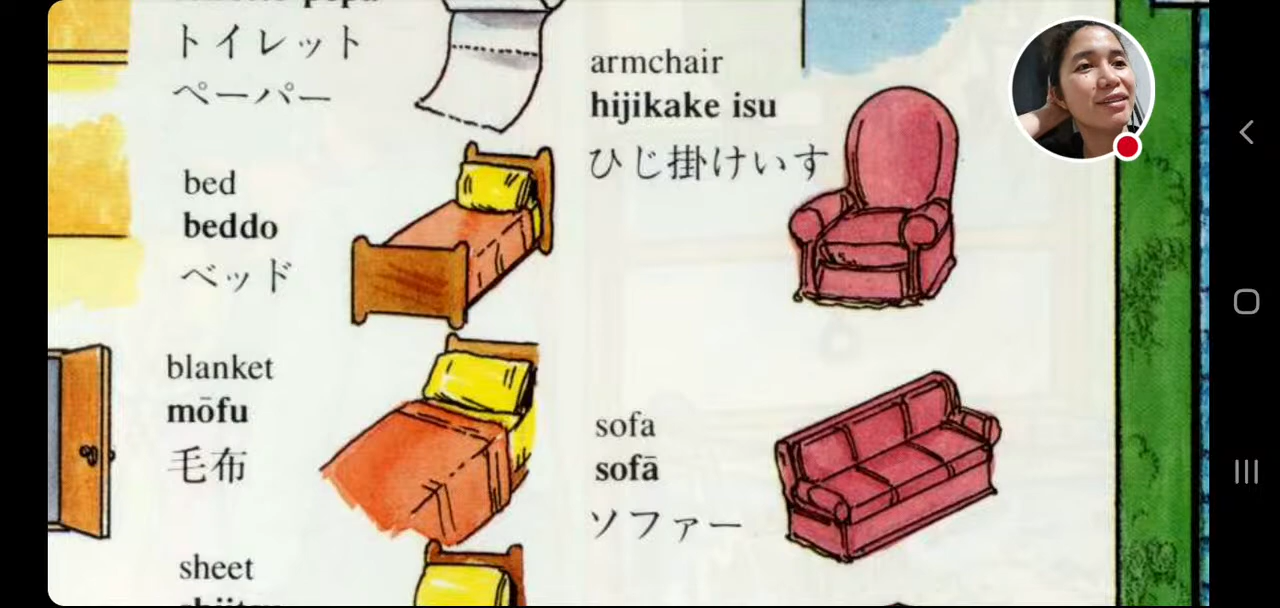 トイレット
ペーパー
bed
beddo
ベッド
blanket
mōfu
毛布
sheet
armchair
hijikake isu
ひじ掛けいす
sofa
sofā
ソファー